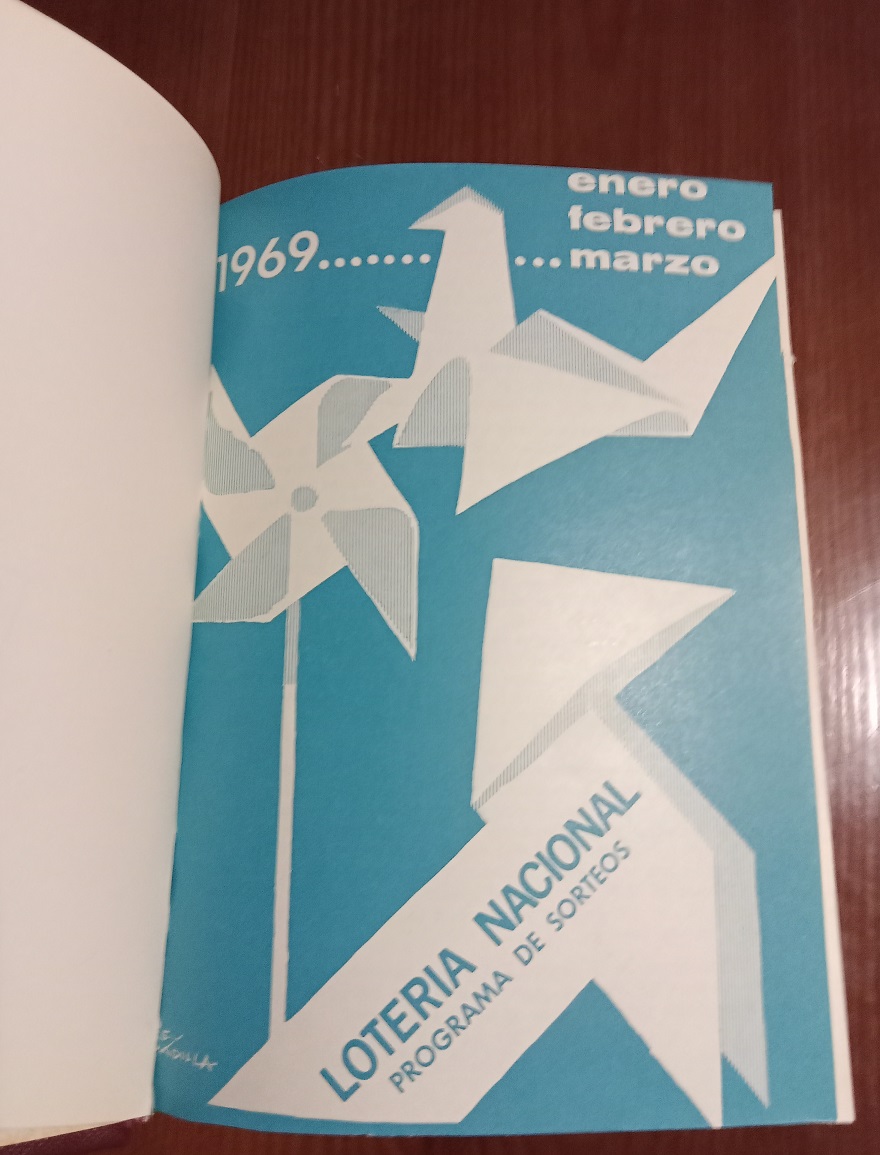 enero
febrero
1969.......
...marzo
LOTERIA NACIONAL
PROGRAMA DE SORTEOS